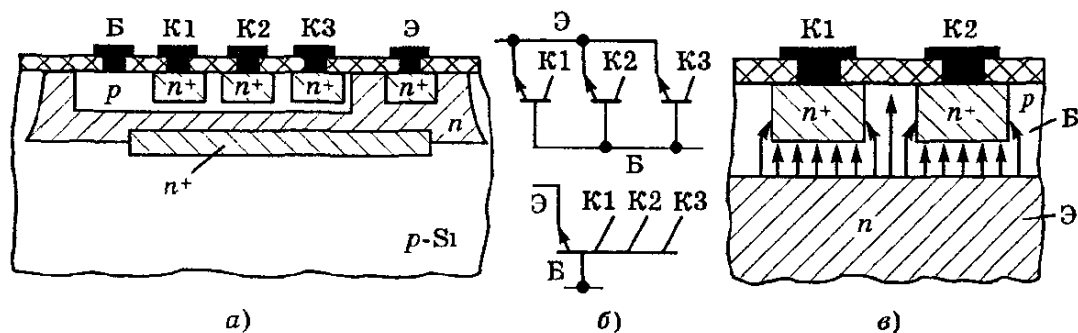 Б К1 К2 К3 Э
p n+ n+ n+ n+
n
n+
p-Si
а)
Э
К1 К2 К3
Б
Э К1 К2 К3
Б
б)
К1 К2
n+ n+ p
Б
n Э
в)